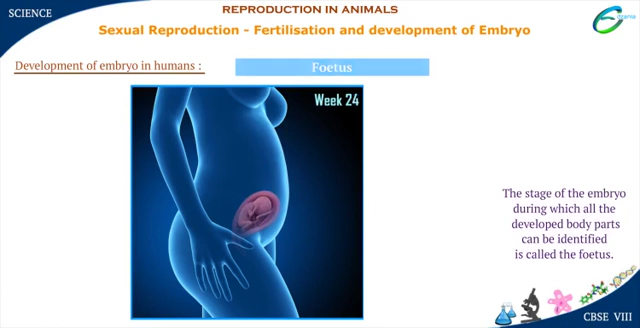 SCIENCE
REPRODUCTION IN ANIMALS
Sexual Reproduction - Fertilisation and development of Embryo
Development of embryo in humans :
Foetus
Week 24
The stage of the embryo
during which all the
developed body parts
can be identified
is called the foetus.
CBSE VIII